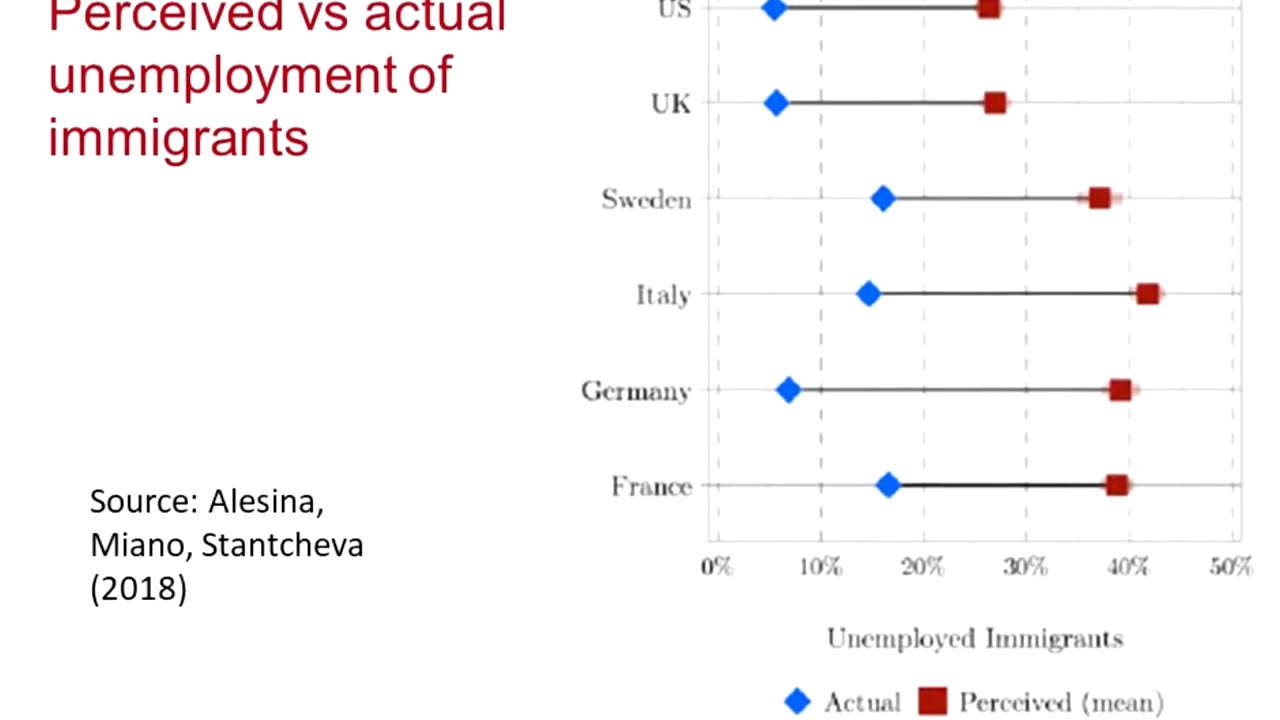 Perceived vs actual
unemployment of
immigrants
Source: Alesina,
Miano, Stantcheva
(2018)
US
UK
Sweden
Italy
Germany
France
0% 10% 20% 30% 40% 50%
Unemployed Immigrants
Actual Perceived (mean)